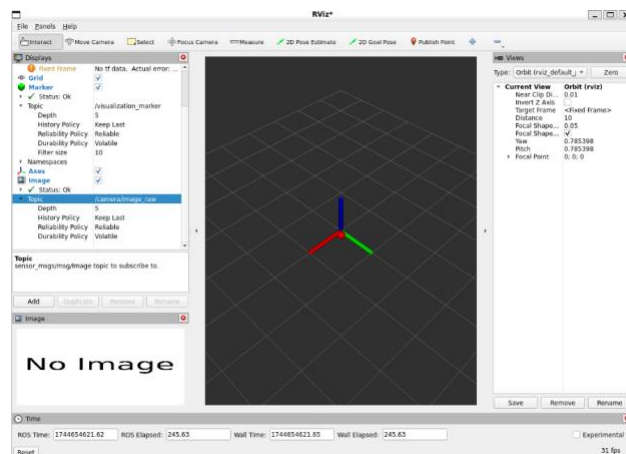 RViz*
File Panels Help
Interact Move Camera Select Focus Camera Measure 2D Pose Estimate 2D Goal Pose Publish Point
Displays
Fixed Frame No tf data. Actual error: ...
Grid
Marker
Status: Ok
Topic /visualization_marker
Depth 5
History Policy Keep Last
Reliability Policy Reliable
Durability Policy Volatile
Filter size 10
Namespaces
Axes
Image
Status: Ok
Topic /camera/image_raw
Depth 5
History Policy Keep Last
Reliability Policy Reliable
Durability Policy Volatile
Topic
sensor_msgs/msg/Image topic to subscribe to.
Add Duplicate Remove Rename
Image
No Image
Views
Type: Orbit (rviz_default_ Zero
Current View Orbit (rviz)
Near Clip Di... 0.01
Invert Z Axis
Target Frame <Fixed Frame>
Distance 10
Focal Shape... 0.05
Focal Shape...
Yaw 0.785398
Pitch 0.785398
Focal Point 0; 0; 0
Save Remove Rename
Time
ROS Time: 1744654621.62 ROS Elapsed: 245.63 Wall Time: 1744654621.65 Wall Elapsed: 245.63 Experimental
Reset 31 fps